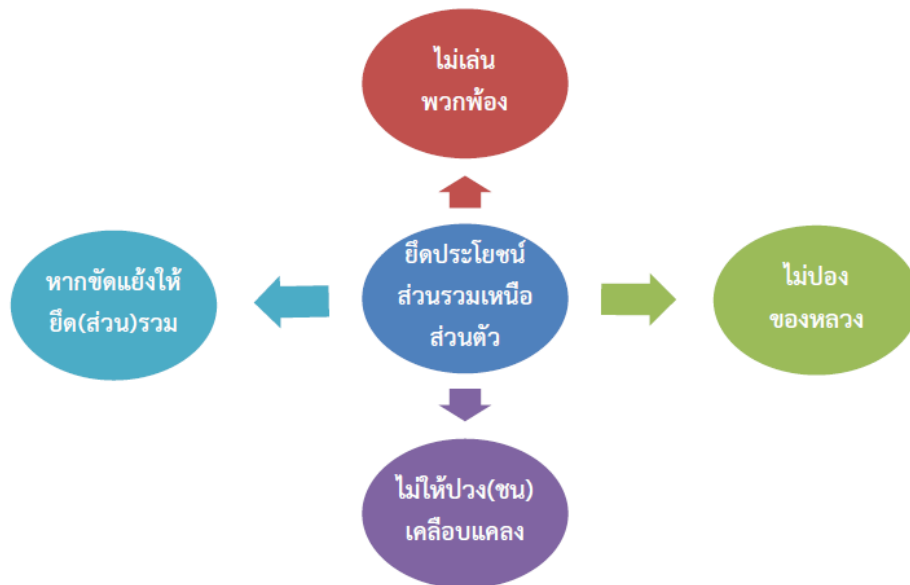 ไม่เล่น
พวกพ้อง
ยึดประโยชน์
ส่วนรวมเหนือ
ส่วนตัว
หากขัดแย้งให้
ยึด(ส่วน)รวม
ไม่ปอง
ของหลวง
ไม่ให้ปวง(ชน)
เคลือบแคลง